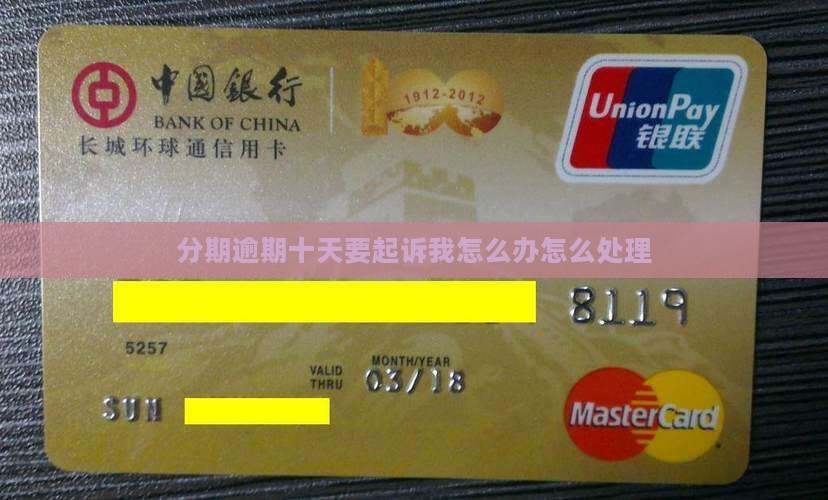 中国銀行
BANK OF CHINA
长城环球通信用卡
1912-2012
UnionPay
银联
分期逾期十天要起诉我怎么办怎么处理
8119
5257
VALID THRU
MONTH/YEAR
03/18
SUN
MasterCard